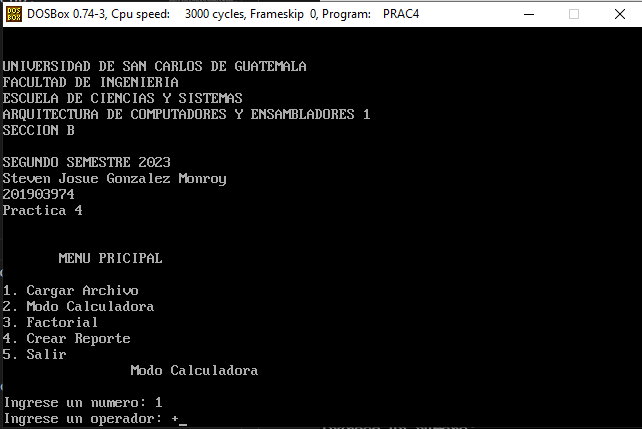 DOSBox 0.74-3, Cpu speed: 3000 cycles, Frameskip 0, Program: PRAC4
UNIVERSIDAD DE SAN CARLOS DE GUATEMALA
FACULTAD DE INGENIERIA
ESCUELA DE CIENCIAS Y SISTEMAS
ARQUITECTURA DE COMPUTADORES Y ENSAMBLADORES 1
SECCION B
SEGUNDO SEMESTRE 2023
Steven Josue Gonzalez Monroy
201903974
Practica 4
MENU PRICIPAL
1. Cargar Archivo
2. Modo Calculadora
3. Factorial
4. Crear Reporte
5. Salir
Modo Calculadora
Ingrese un numero: 1
Ingrese un operador: +_